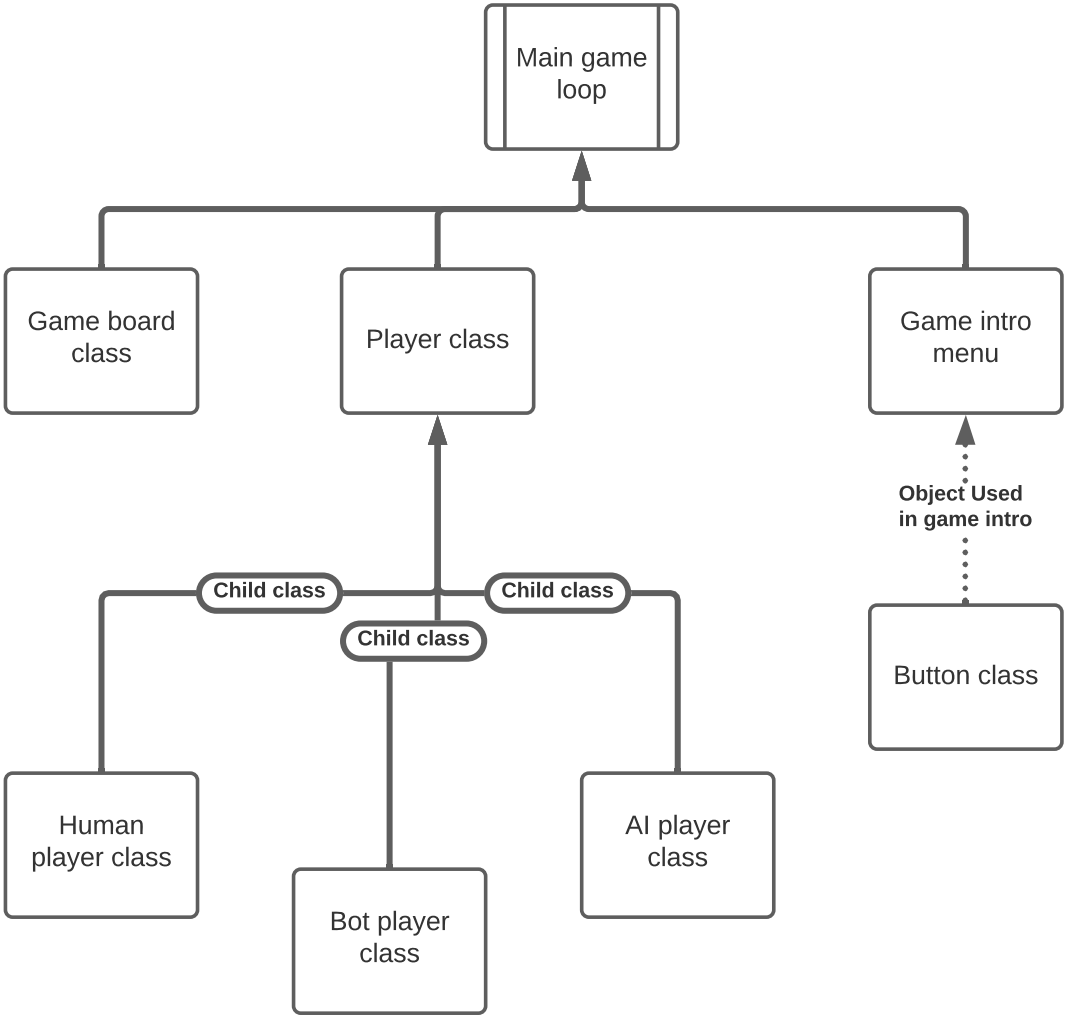 Main game
loop
Game board
class
Player class
Game intro
menu
Object Used
in game intro
Child class
Child class
Child class
Button class
Human
player class
AI player
class
Bot player
class